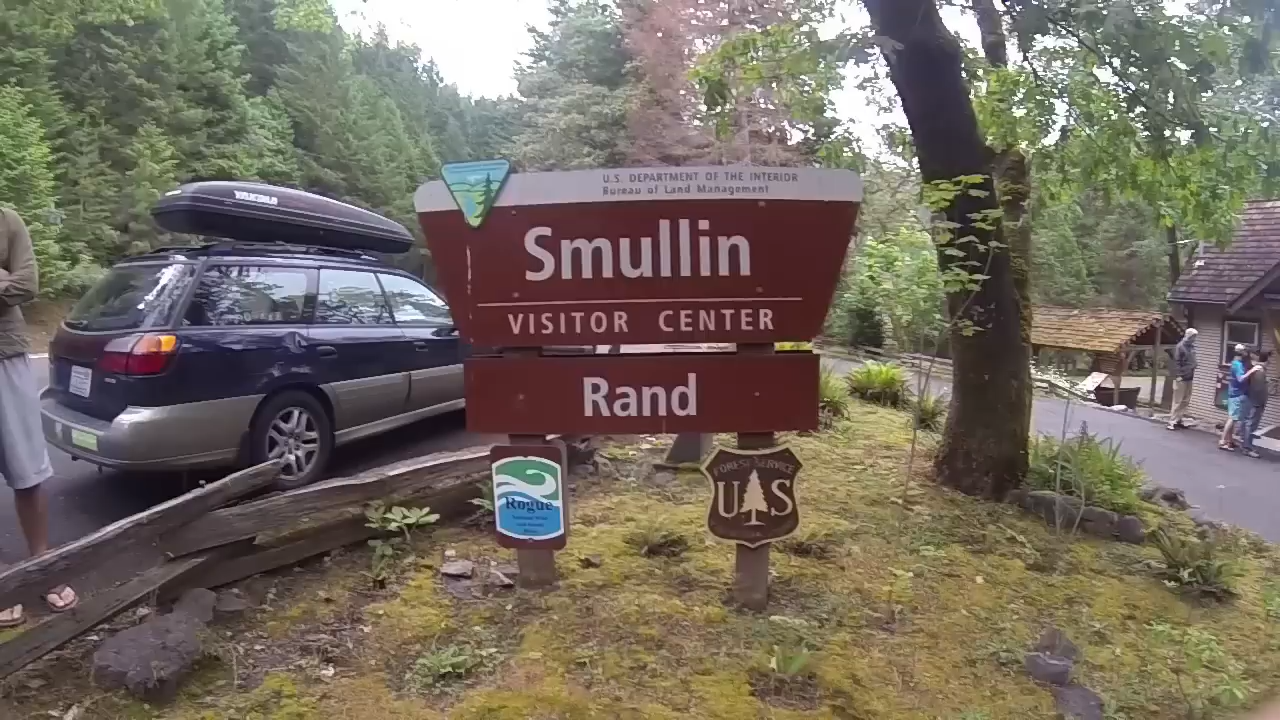 YAKIMA
U.S. DEPARTMENT OF THE INTERIOR
Bureau of Land Management
Smullin
VISITOR CENTER
Rand
Rogue
FOREST SERVICE
US